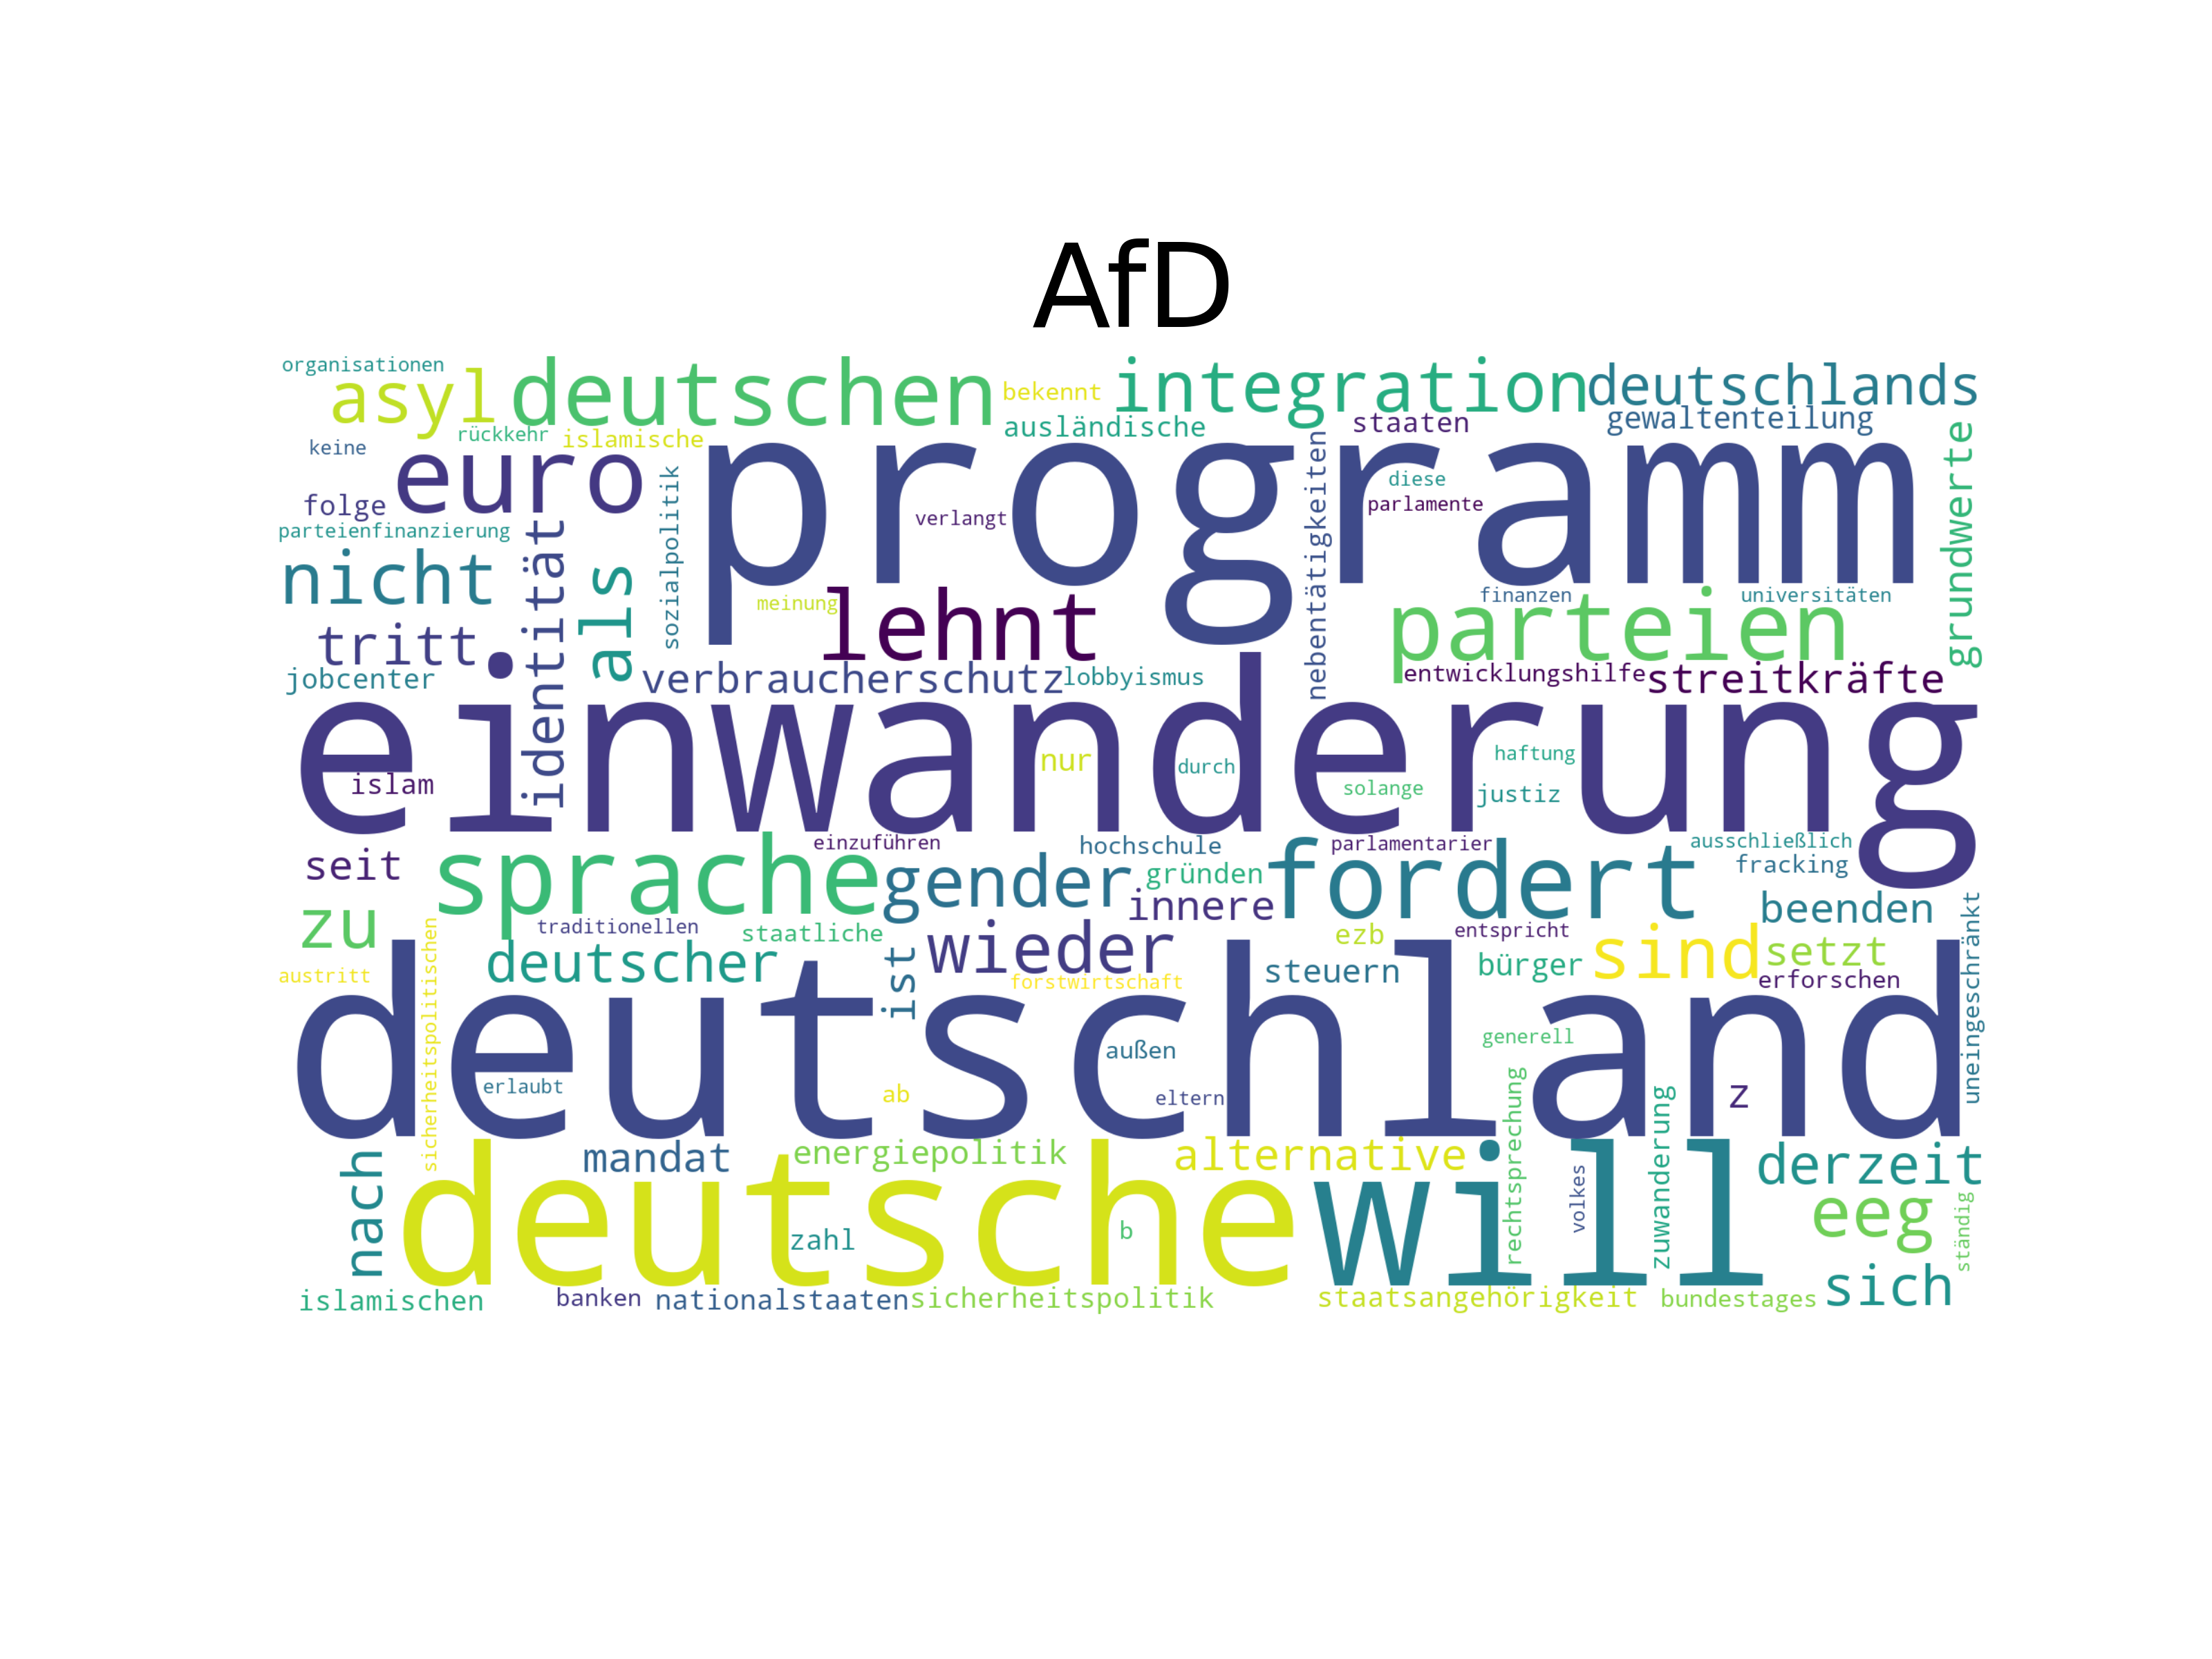 AfD
organisationen
asyl deutschen bekennt integration deutschlands
keine rückkehr islamische ausländische staaten gewaltenteilung
folge euro sozialpolitik programm nebentätigkeiten diese grundwerte
parteienfinanzierung identität verlangt parlamente
nicht als meinung lehnt finanzen universitäten
tritt parteien
jobcenter verbraucherschutz lobbyismus entwicklungshilfe streitkräfte
einwanderung
islam nur durch solange haftung justiz
einzuführen hochschule parlamentarier ausschließlich
seit sprache gender gründen fordert fracking
zu innere beenden uneingeschränkt
traditionellen staatliche wieder ezb entspricht sind setzt
austritt sicherheitspolitischen deutscher ist forstwirtschaft steuern bürger erforschen
deutschland
außen generell
erlaubt ab eltern z
nach mandat energiepolitik alternative rechtsprechung volkes zuwanderung derzeit
deutsche will eeg ständig
zahl b sich
islamischen banken nationalstaaten sicherheitspolitik staatsangehörigkeit bundestages